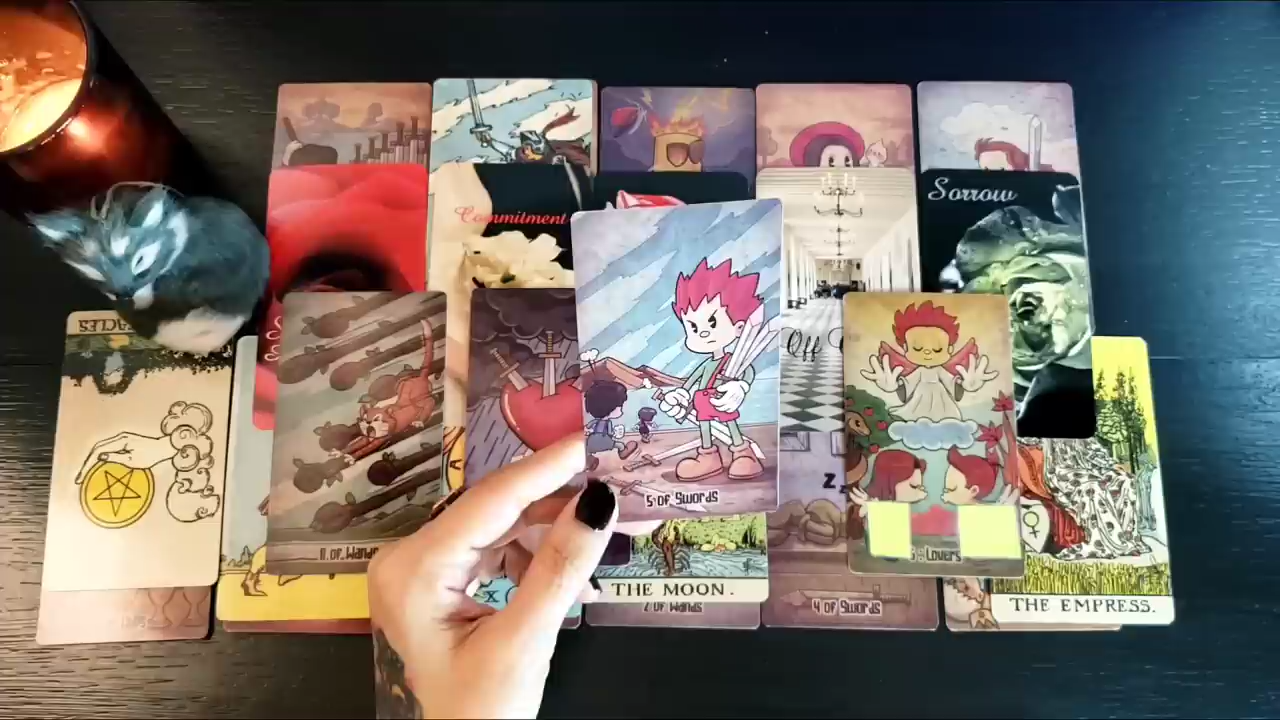 Sorrow
Commitment
ACLES
Off
5 OF SWORDS
OF WANDS
LOVERS
THE MOON.
2 OF WANDS
4 OF SWORDS
THE EMPRESS.